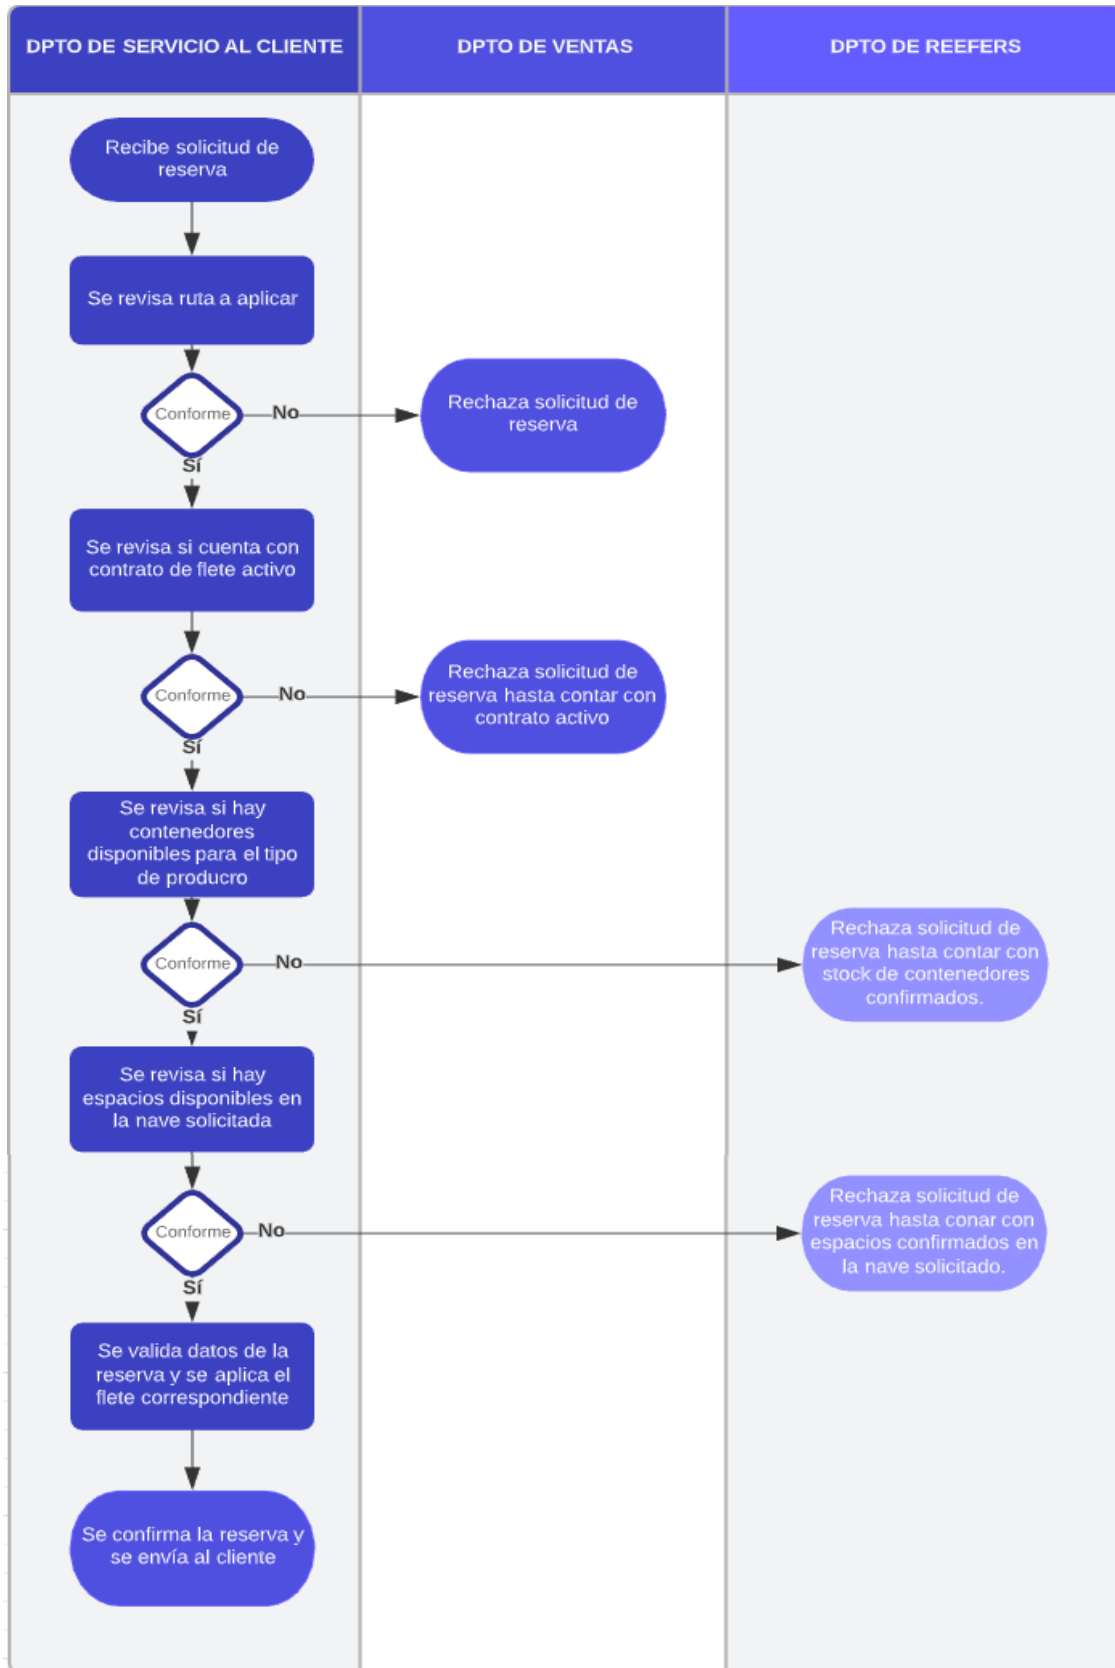 DPTO DE SERVICIO AL CLIENTE
DPTO DE VENTAS
DPTO DE REEFERS
Recibe solicitud de
reserva
Se revisa ruta a aplicar
Conforme
No
Rechaza solicitud de
reserva
Sí
Se revisa si cuenta con
contrato de flete activo
Conforme
No
Rechaza solicitud de
reserva hasta contar con
contrato activo
Sí
Se revisa si hay
contenedores
disponibles para el tipo
de producro
Conforme
No
Rechaza solicitud de
reserva hasta contar con
stock de contenedores
confirmados.
Sí
Se revisa si hay
espacios disponibles en
la nave solicitada
Conforme
No
Rechaza solicitud de
reserva hasta conar con
espacios confirmados en
la nave solicitado.
Sí
Se valida datos de la
reserva y se aplica el
flete correspondiente
Se confirma la reserva y
se envía al cliente